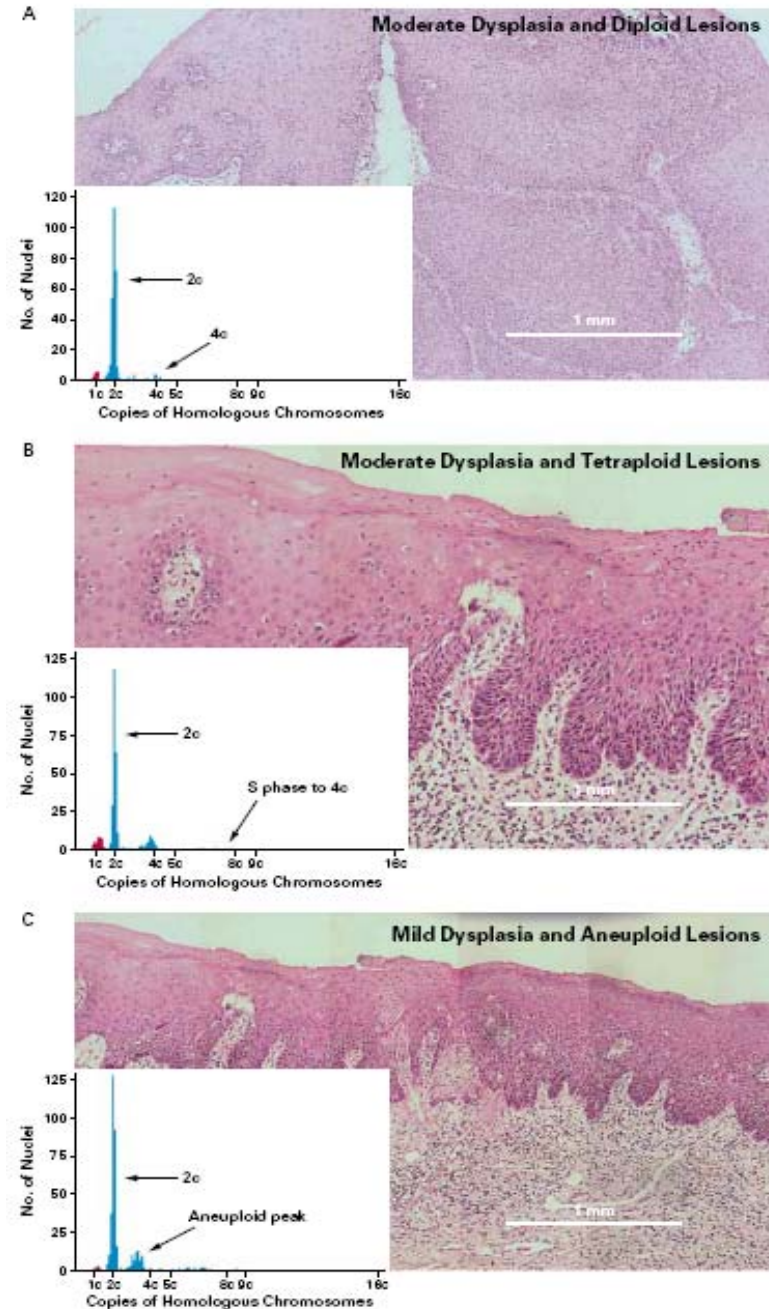 A
Moderate Dysplasia and Diploid Lesions
120
100
80
60
40
20
0
No. of Nuclei
2c
4c
1c 2c 4c 5c 8c 9c 16c
Copies of Homologous Chromosomes
1 mm
B
Moderate Dysplasia and Tetraploid Lesions
125
100
75
50
25
0
No. of Nuclei
2c
S phase to 4c
1c 2c 4c 5c 8c 9c 16c
Copies of Homologous Chromosomes
1 mm
C
Mild Dysplasia and Aneuploid Lesions
125
100
75
50
25
0
No. of Nuclei
2c
Aneuploid peak
1c 2c 4c 5c 8c 9c 16c
Copies of Homologous Chromosomes
1 mm